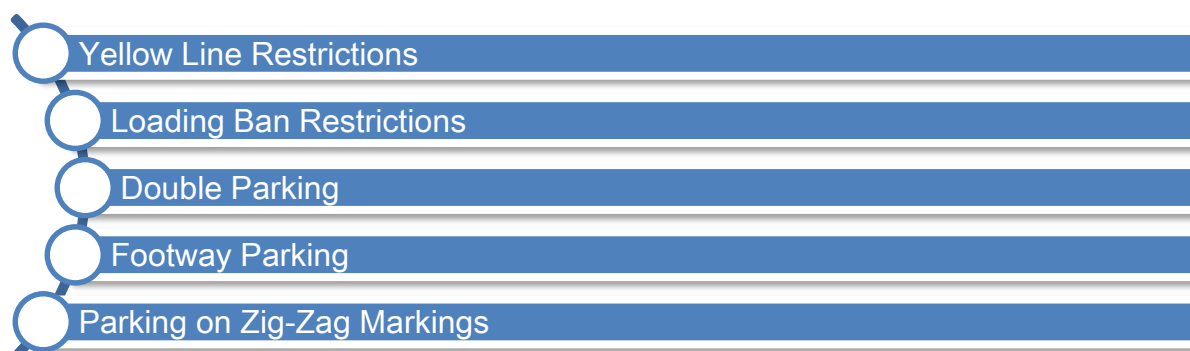 Yellow Line Restrictions
Loading Ban Restrictions
Double Parking
Footway Parking
Parking on Zig-Zag Markings